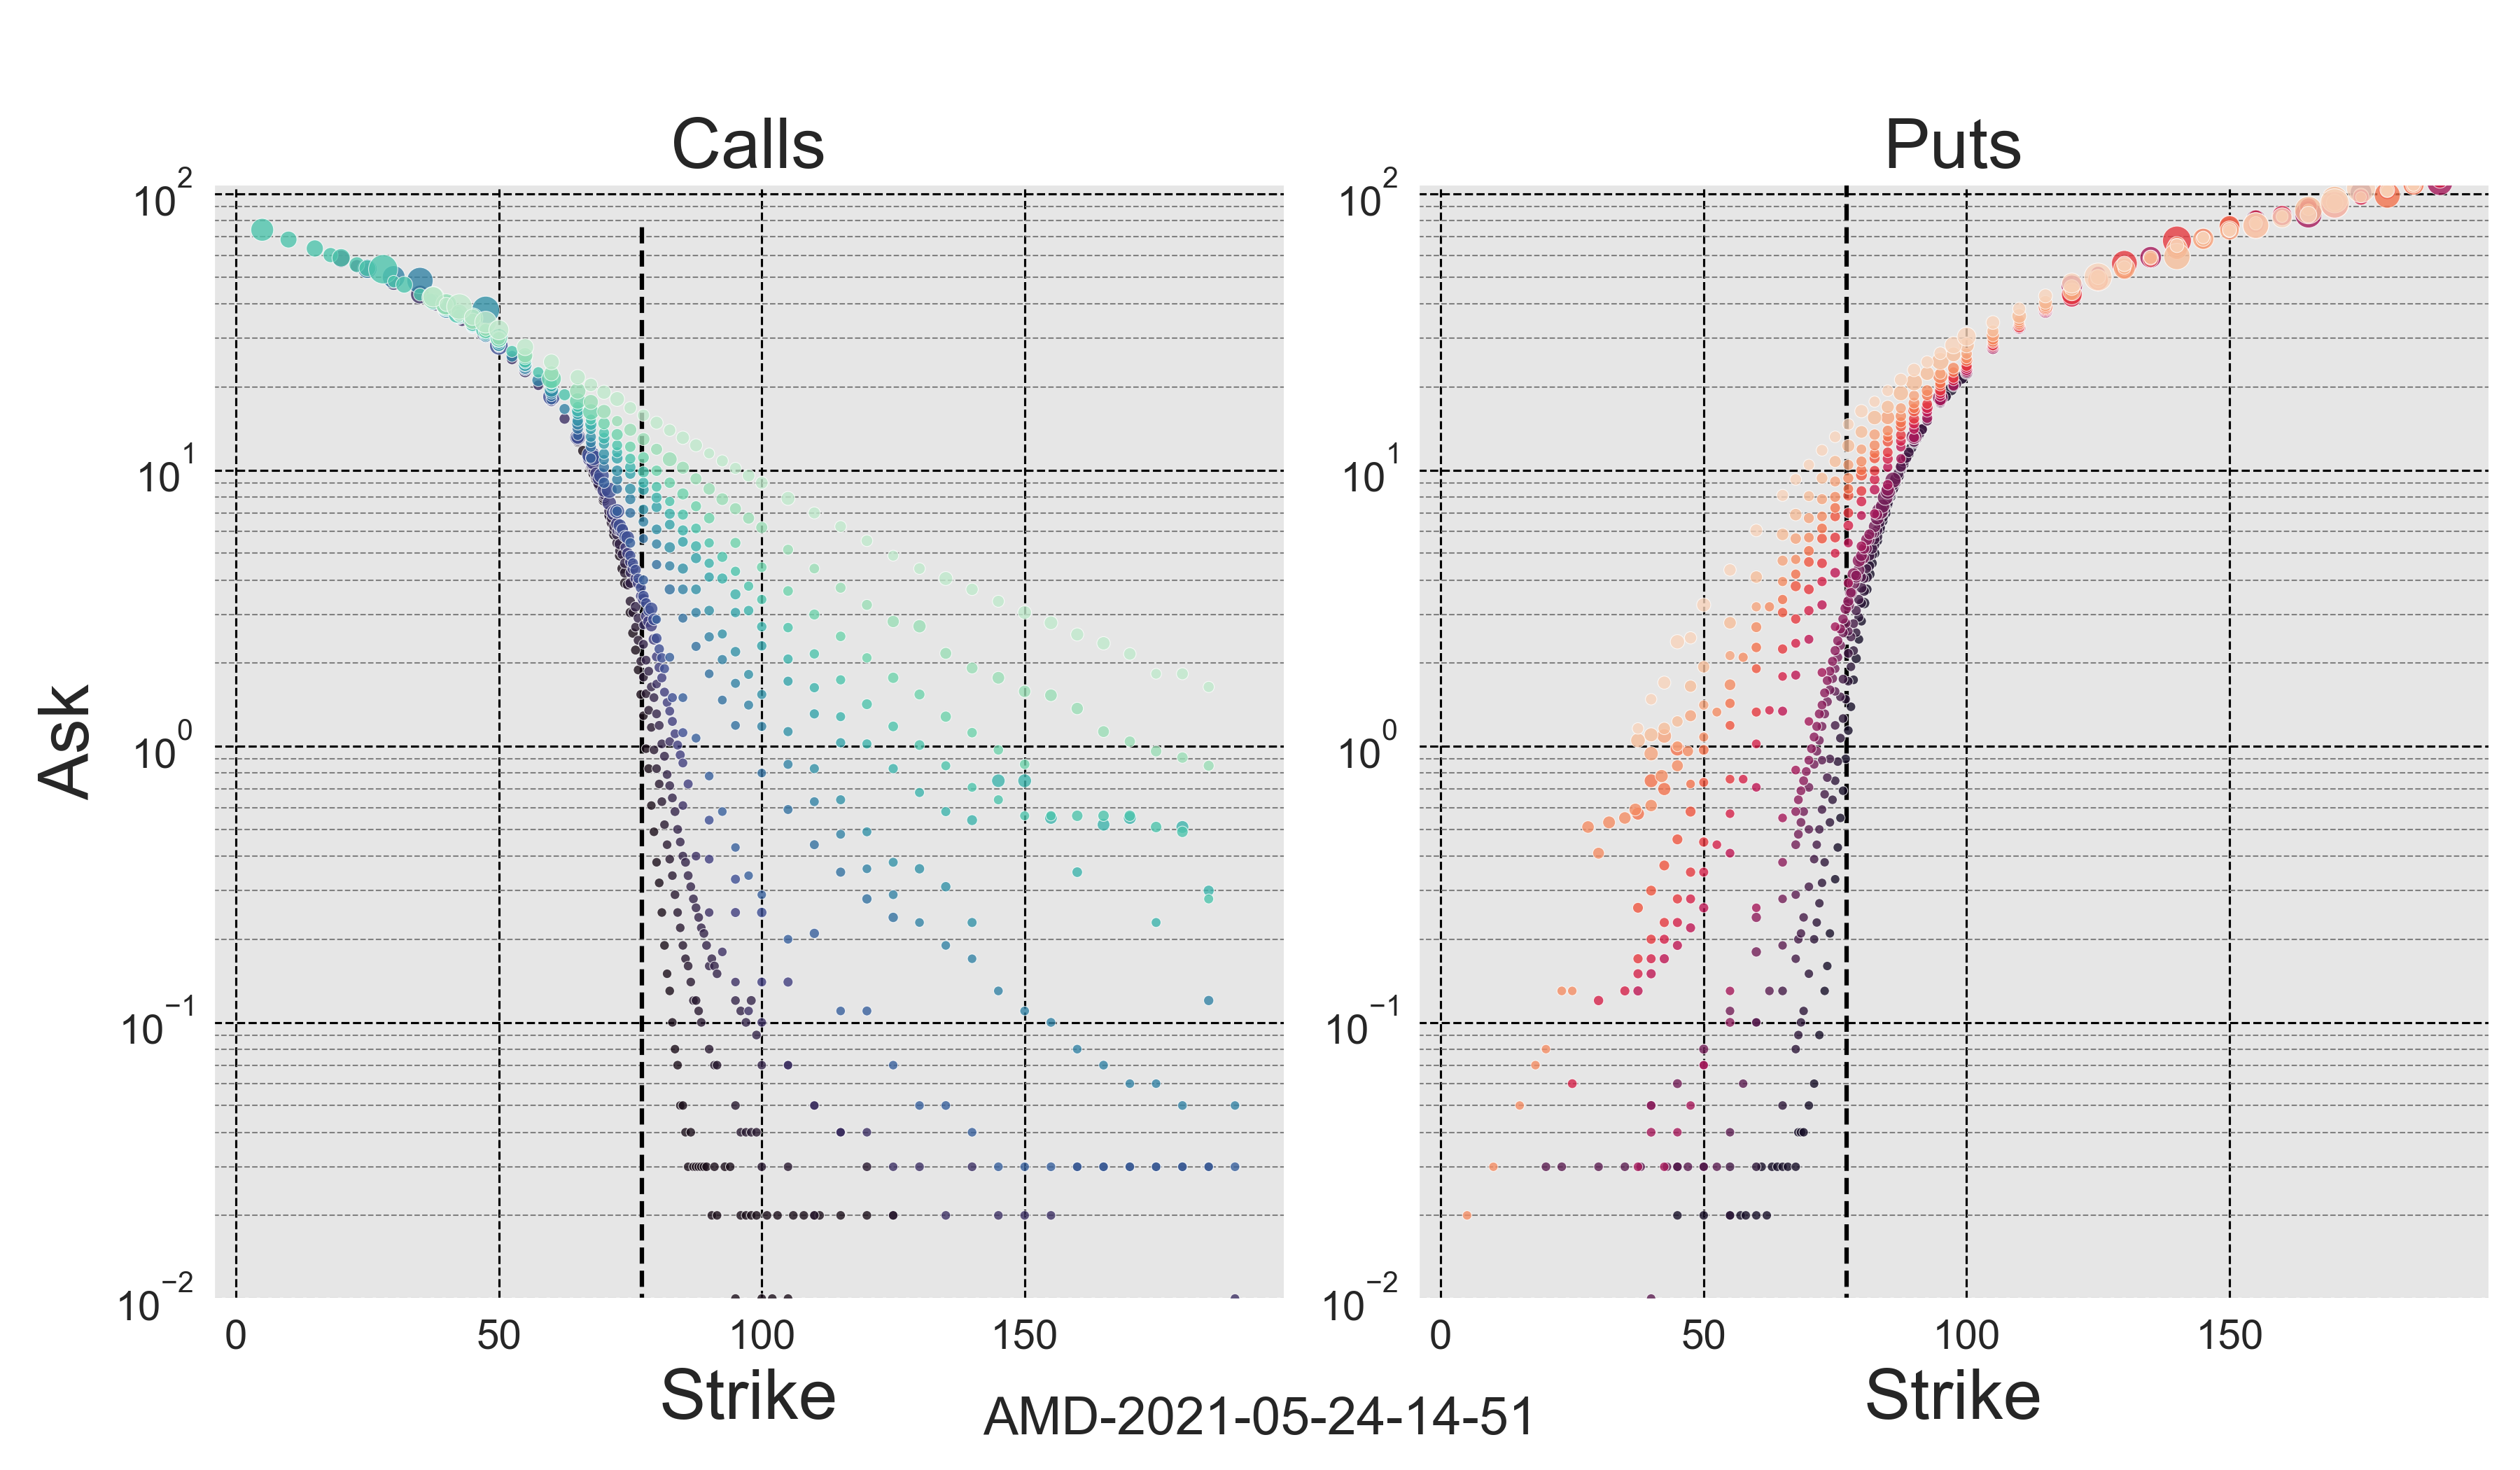 Calls Puts
10^2 10^2
10^1 10^1
Ask
10^0 10^0
10^−1 10^−1
10^−2 10^−2
0 50 100 150 0 50 100 150
Strike Strike
AMD-2021-05-24-14-51